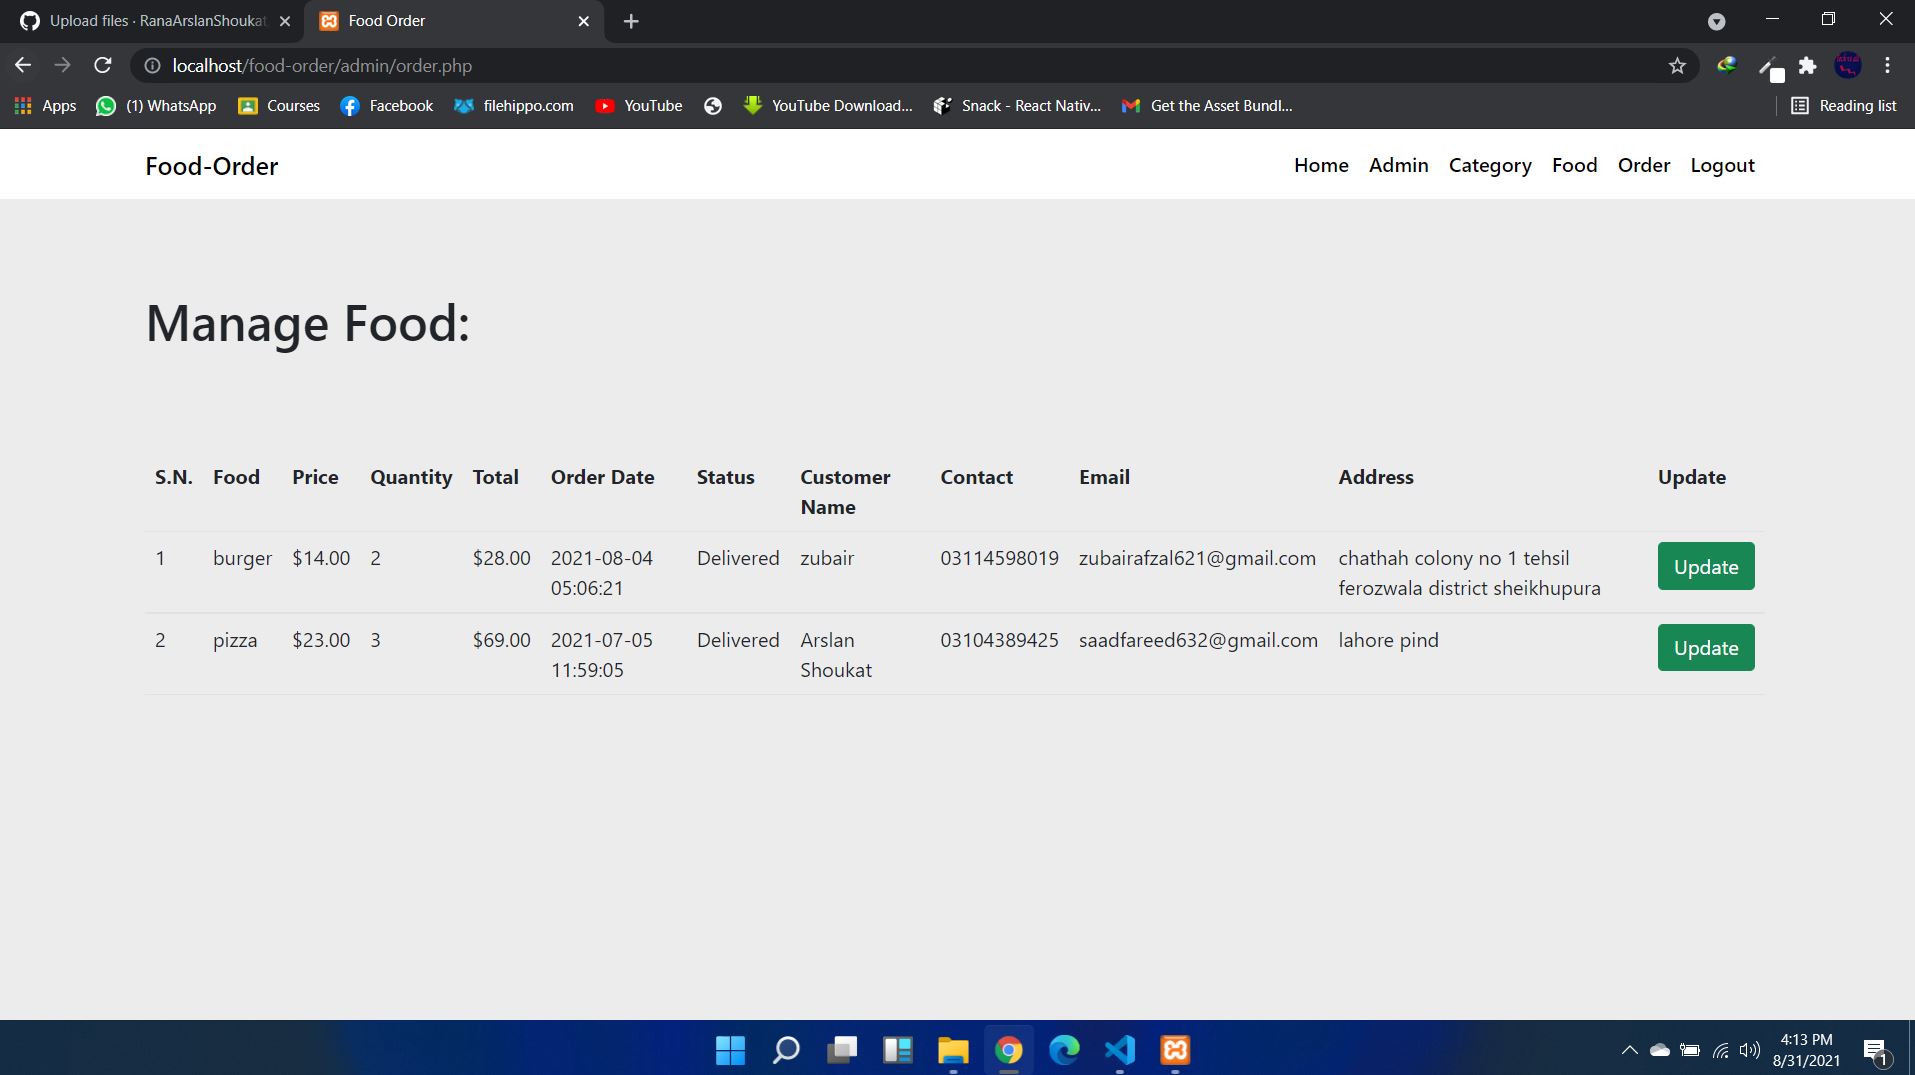 Upload files · RanaArslanShoukat
Food Order
localhost/food-order/admin/order.php
Apps
(1) WhatsApp
Courses
Facebook
filehippo.com
YouTube
YouTube Download...
Snack - React Nativ...
Get the Asset Bundl...
Reading list
Food-Order
Home Admin Category Food Order Logout
Manage Food:
S.N. Food Price Quantity Total Order Date Status Customer Contact Email Address Update
Name
1 burger $14.00 2 $28.00 2021-08-04 Delivered zubair 03114598019 zubairafzal621@gmail.com chathah colony no 1 tehsil Update
05:06:21 ferozwala district sheikhupura
2 pizza $23.00 3 $69.00 2021-07-05 Delivered Arslan 03104389425 saadfareed632@gmail.com lahore pind Update
11:59:05 Shoukat
4:13 PM
8/31/2021
1